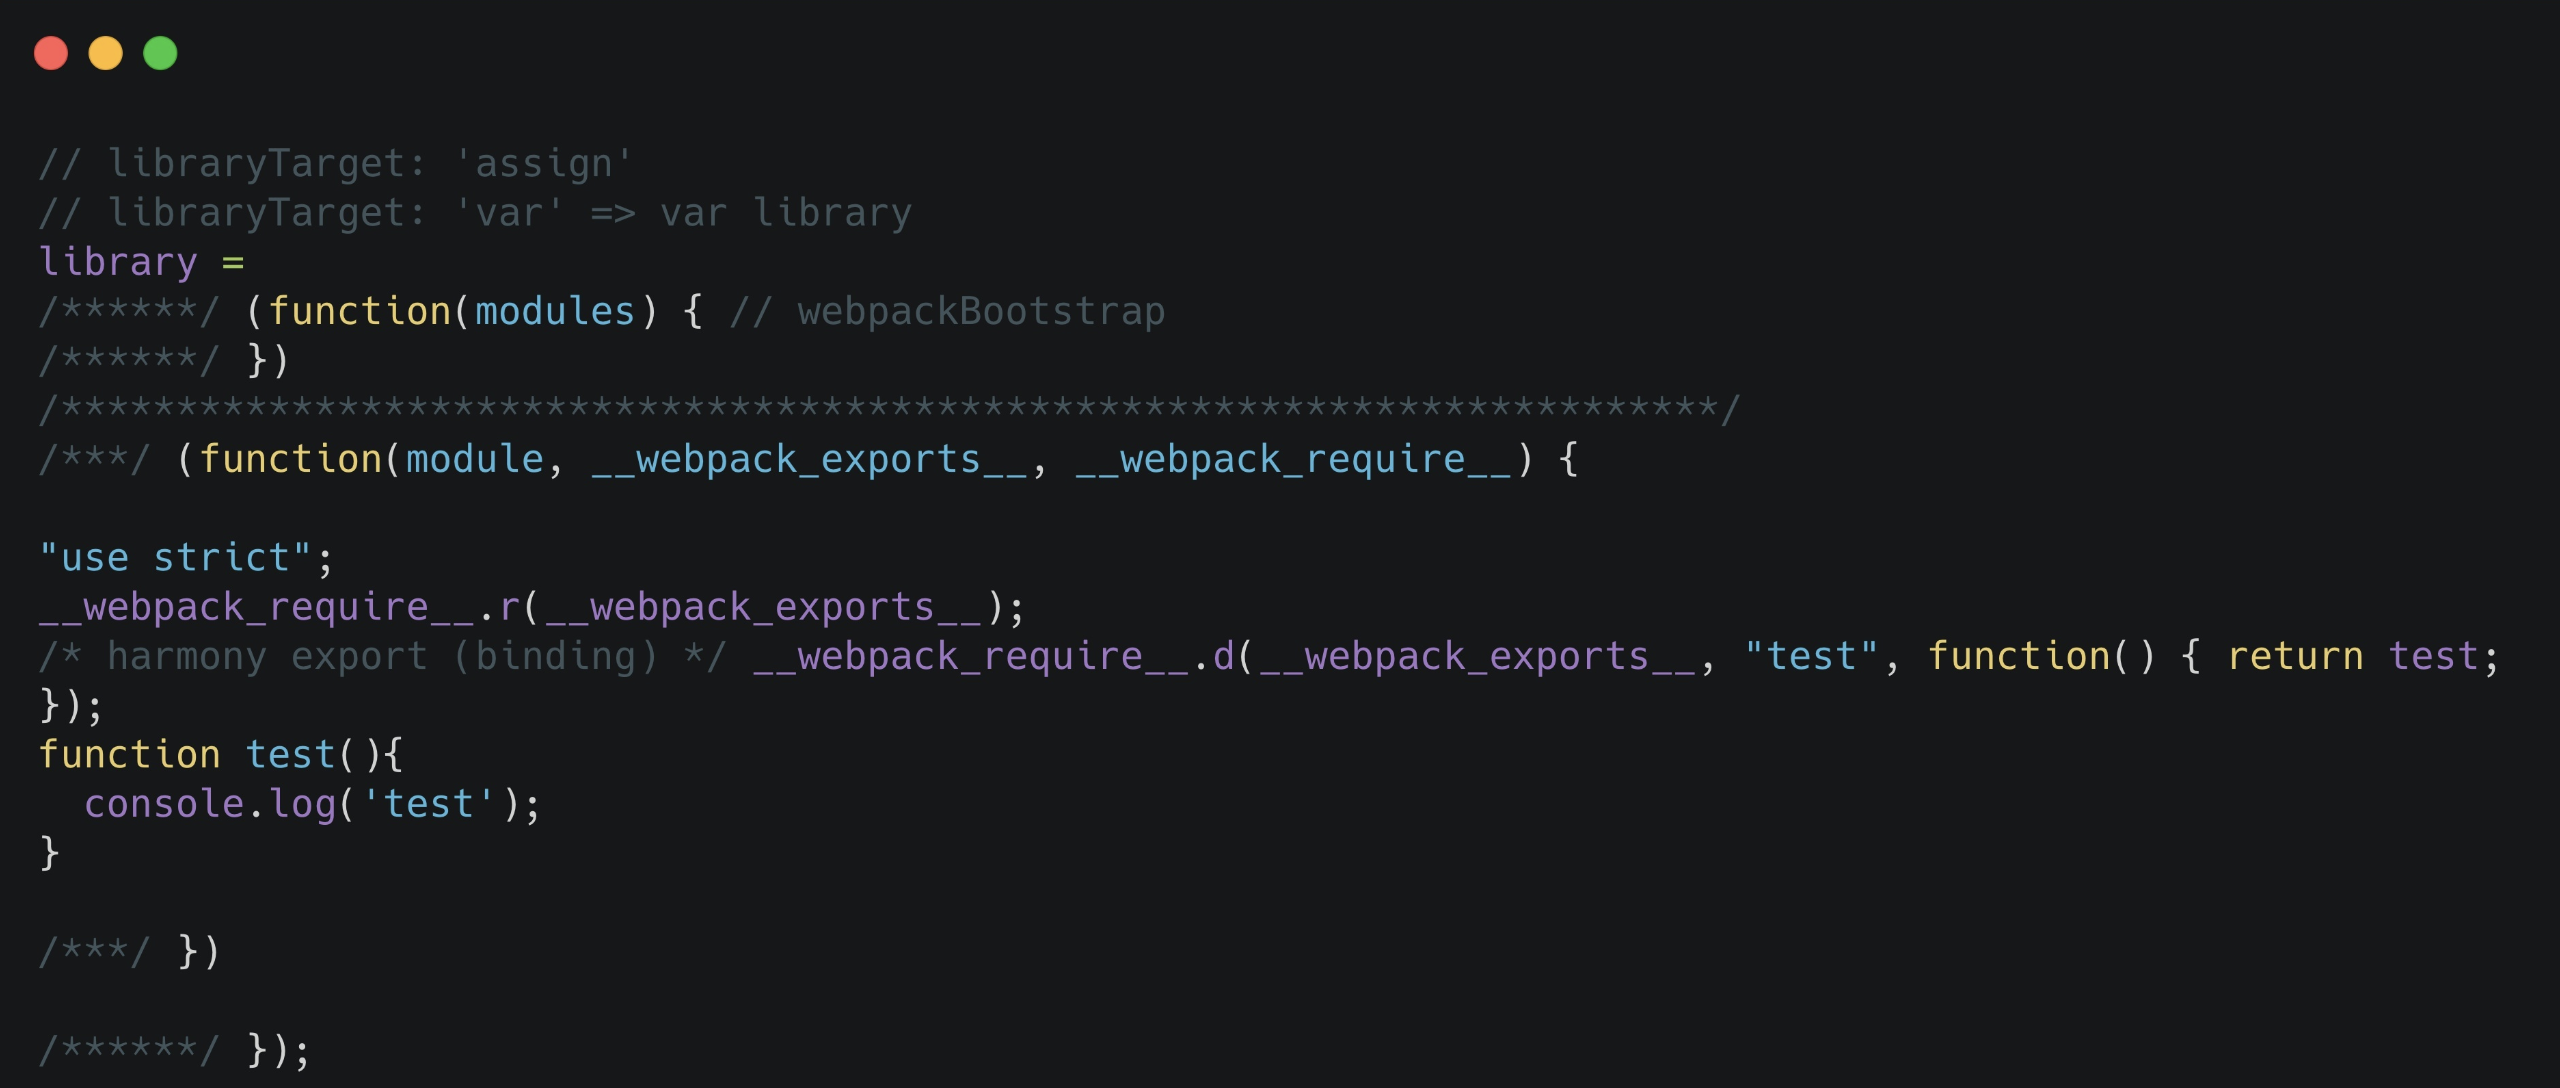 // libraryTarget: 'assign'
// libraryTarget: 'var' => var library
library =
/******/ (function(modules) { // webpackBootstrap
/******/ })
/************************************************************************/
/***/ (function(module, __webpack_exports__, __webpack_require__) {
"use strict";
__webpack_require__.r(__webpack_exports__);
/* harmony export (binding) */ __webpack_require__.d(__webpack_exports__, "test", function() { return test;
});
function test(){
  console.log('test');
}
/***/ })
/******/ });